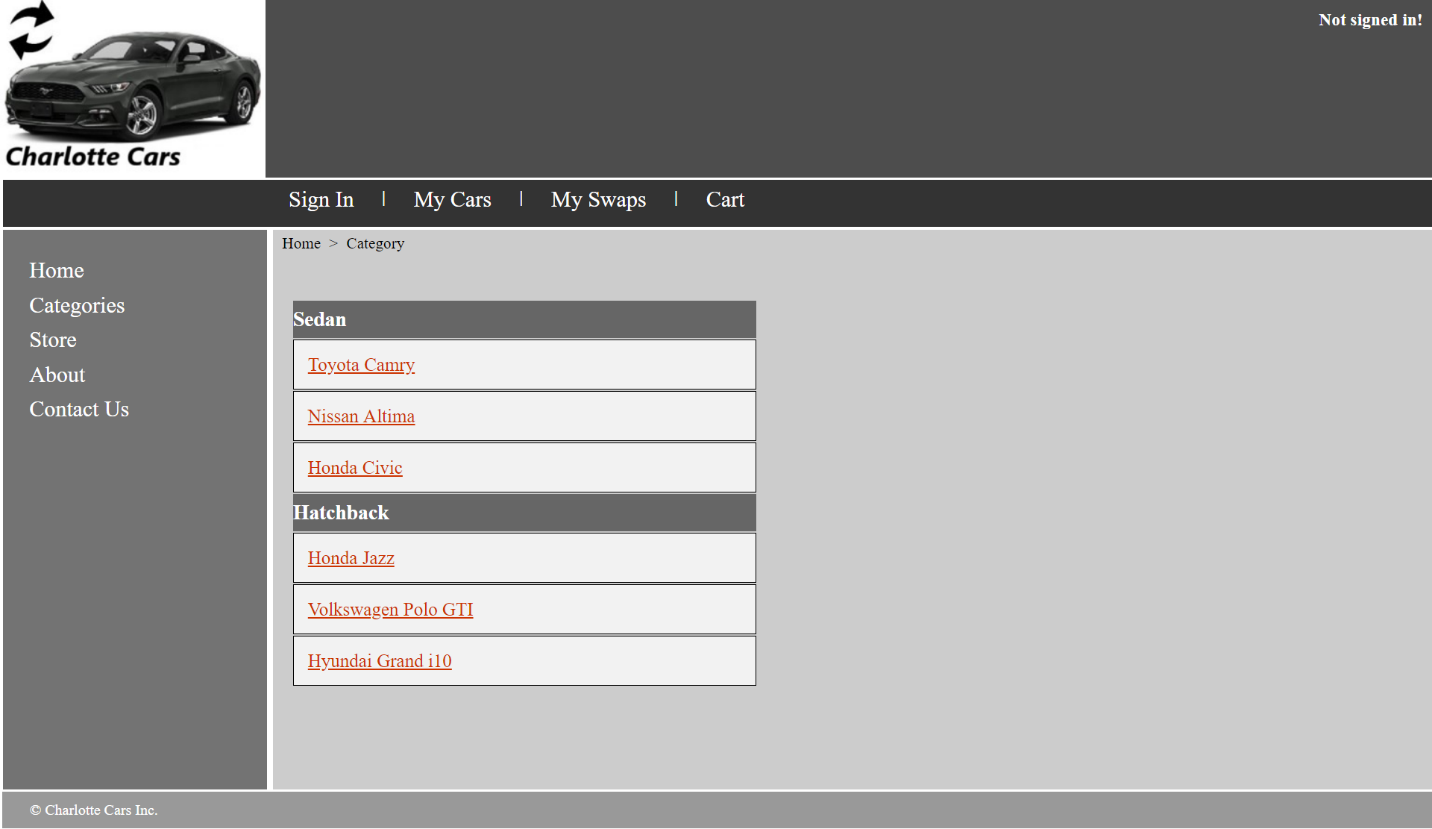 Not signed in!
Charlotte Cars
Sign In | My Cars | My Swaps | Cart
Home > Category
Home
Categories
Store
About
Contact Us
Sedan
Toyota Camry
Nissan Altima
Honda Civic
Hatchback
Honda Jazz
Volkswagen Polo GTI
Hyundai Grand i10
© Charlotte Cars Inc.